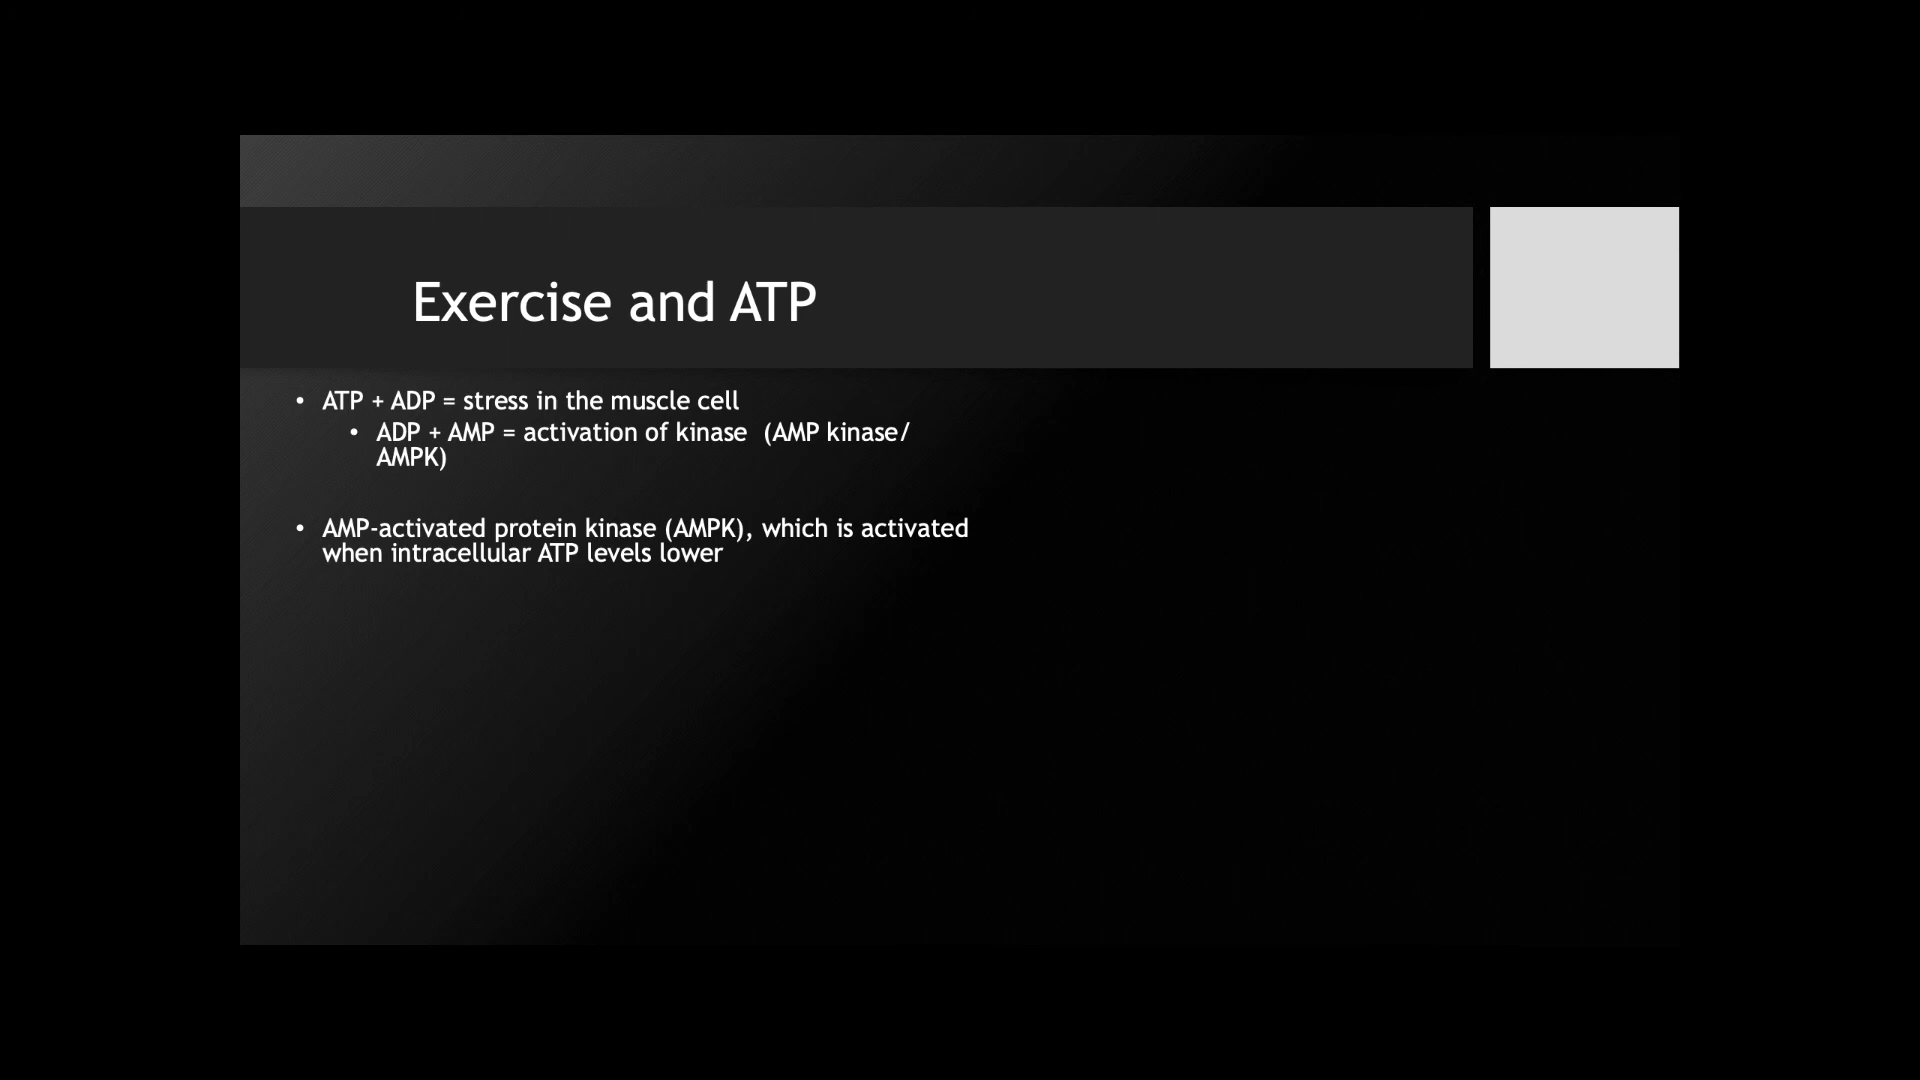 Exercise and ATP
• ATP + ADP = stress in the muscle cell
• ADP + AMP = activation of kinase  (AMP kinase/
AMPK)
• AMP-activated protein kinase (AMPK), which is activated
when intracellular ATP levels lower